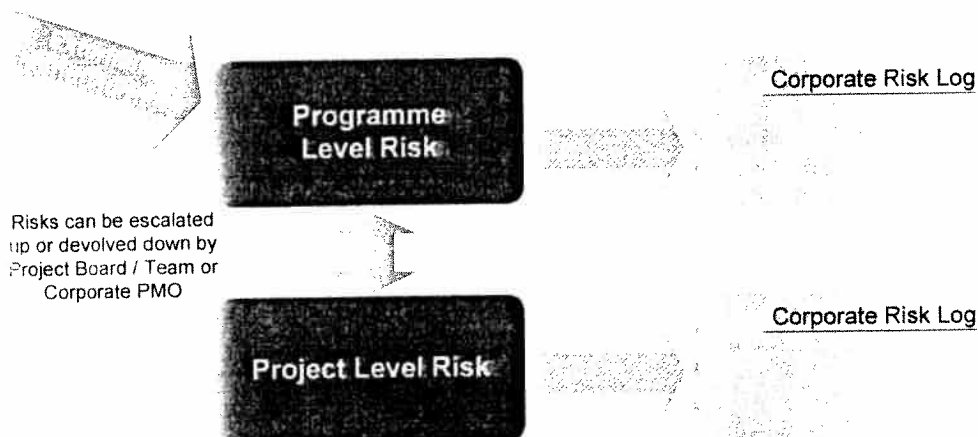 Programme
Level Risk
Corporate Risk Log
Risks can be escalated
up or devolved down by
Project Board / Team or
Corporate PMO
Project Level Risk
Corporate Risk Log